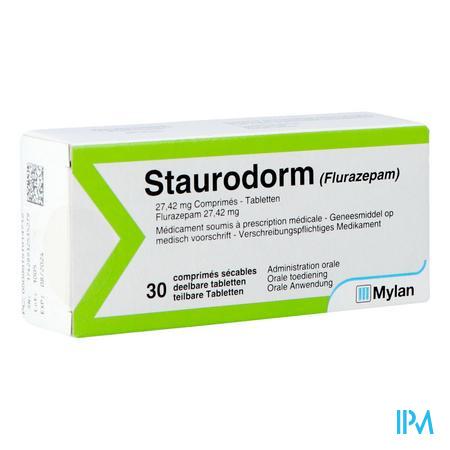 Staurodorm (Flurazepam)
27,42 mg Comprimés - Tabletten
Flurazepam 27,42 mg
Médicament soumis à prescription médicale - Geneesmiddel op
medisch voorschrift - Verschreibungspflichtiges Medikament
30 comprimés sécables
deelbare tabletten
teilbare Tabletten
Administration orale
Orale toediening
Orale Anwendung
Mylan
IPM